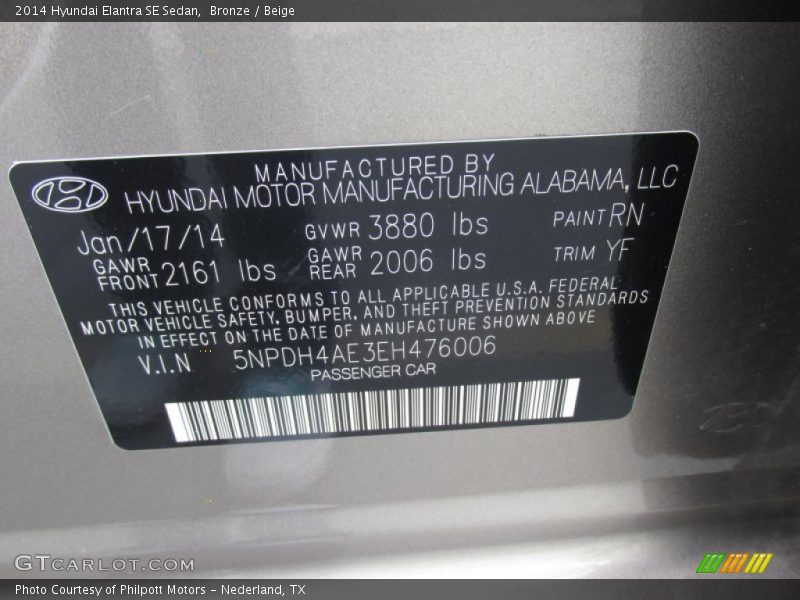 2014 Hyundai Elantra SE Sedan, Bronze / Beige
MANUFACTURED BY
HYUNDAI MOTOR MANUFACTURING ALABAMA, LLC
Jan/17/14 GVWR 3880 lbs PAINT RN
GAWR FRONT 2161 lbs GAWR REAR 2006 lbs TRIM YF
THIS VEHICLE CONFORMS TO ALL APPLICABLE U.S.A. FEDERAL
MOTOR VEHICLE SAFETY, BUMPER, AND THEFT PREVENTION STANDARDS
IN EFFECT ON THE DATE OF MANUFACTURE SHOWN ABOVE
V.I.N 5NPDH4AE3EH476006
PASSENGER CAR
GTCARLOT.COM
Photo Courtesy of Philpott Motors - Nederland, TX